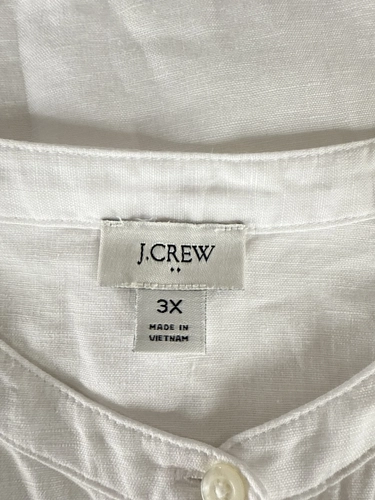 J.CREW
3X
MADE IN
VIETNAM